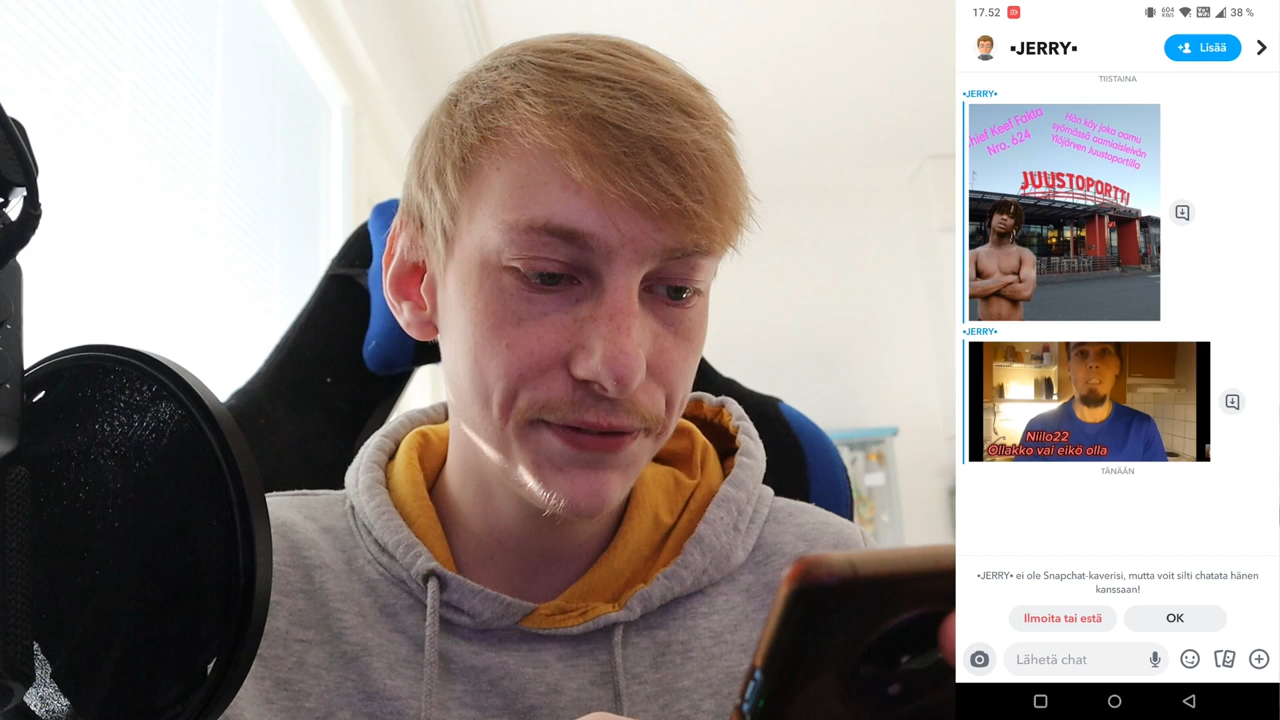 17.52
604
KB/S
38 %
▪JERRY▪
Lisää
TIISTAINA
▪JERRY▪
Chief Keef Fakta
Nro. 624
Hän käy joka aamu
syömässä aamiaisleivän
Ylöjärven Juustoportilla
JUUSTOPORTTI
▪JERRY▪
Niilo22
Ollakko vai eikö olla
TÄNÄÄN
▪JERRY▪ ei ole Snapchat-kaverisi, mutta voit silti chatata hänen
kanssaan!
Ilmoita tai estä
OK
Lähetä chat